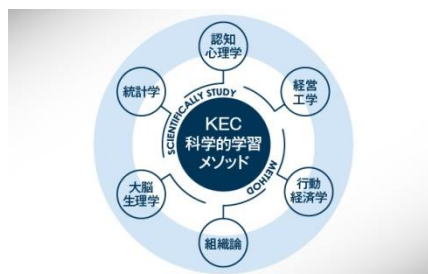 認知
心理学
経営
工学
行動
経済学
組織論
大脳
生理学
統計学
SCIENTIFICALLY STUDY
METHOD
KEC
科学的学習
メソッド